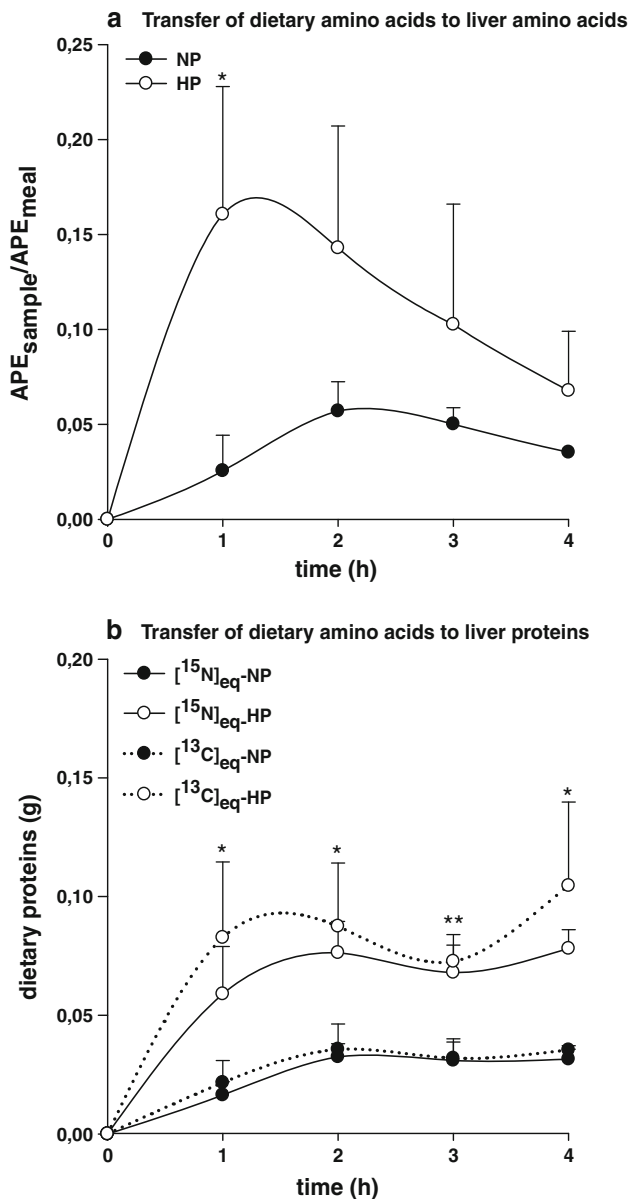 a Transfer of dietary amino acids to liver amino acids
0,25
NP
HP
*
0,20
0,15
0,10
0,05
0,00
APEsample/APEmeal
0 1 2 3 4
time (h)
b Transfer of dietary amino acids to liver proteins
0,20
[15N]eq-NP
[15N]eq-HP
[13C]eq-NP
[13C]eq-HP
0,15
* * ** *
0,10
0,05
0,00
dietary proteins (g)
0 1 2 3 4
time (h)